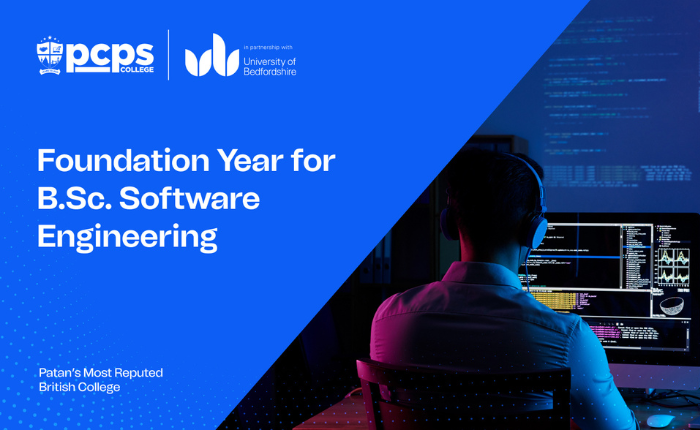 pcps
COLLEGE
in partnership with
University of
Bedfordshire
Foundation Year for
B.Sc. Software
Engineering
Patan's Most Reputed
British College